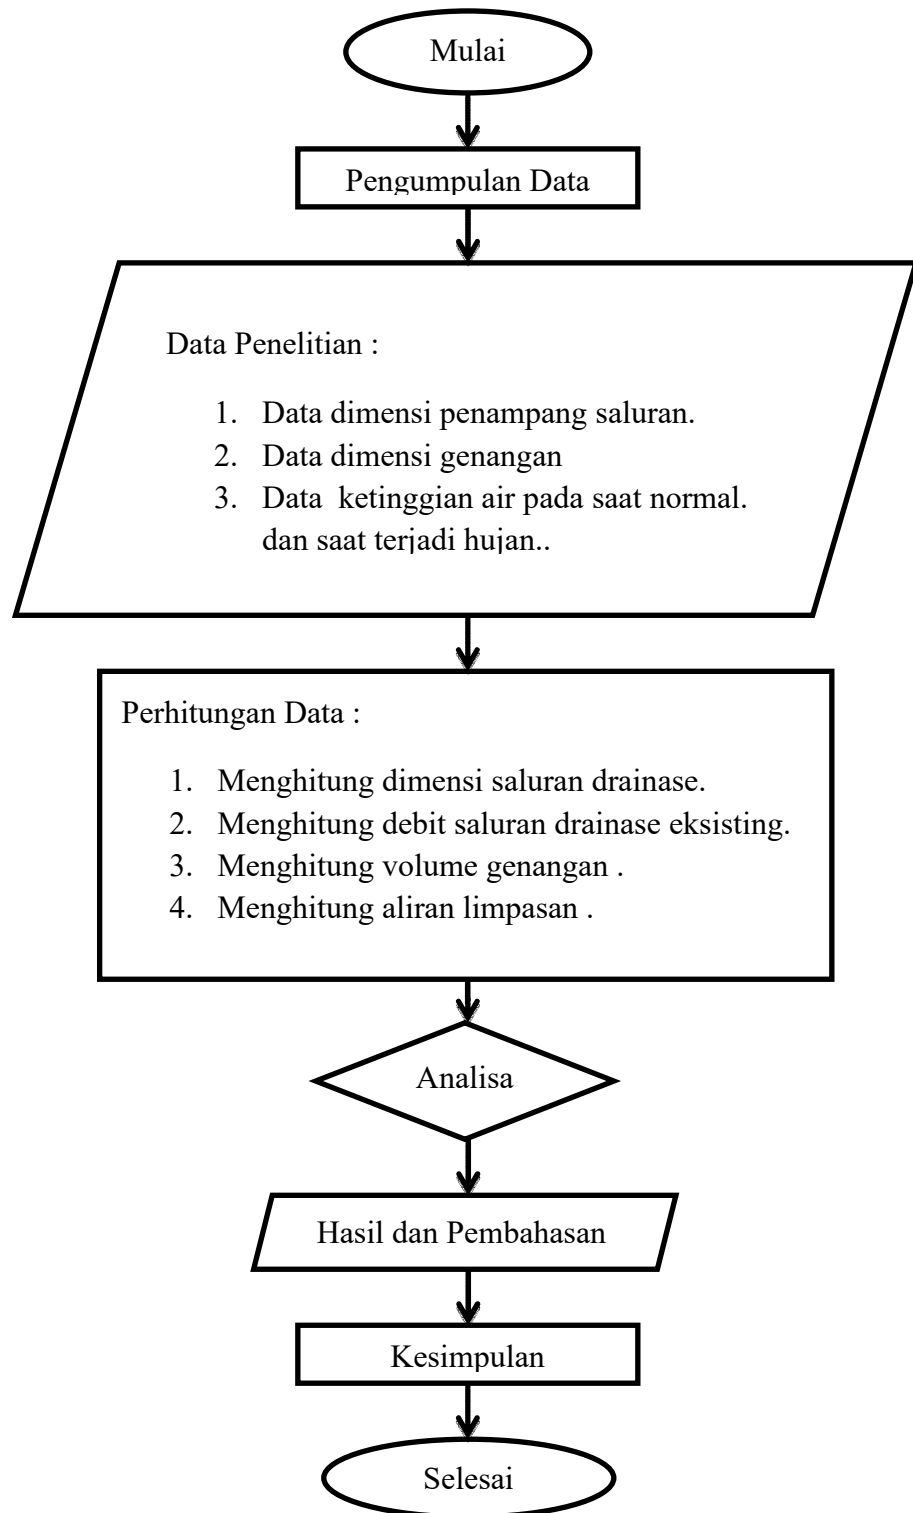 Mulai
Pengumpulan Data
Data Penelitian :
1. Data dimensi penampang saluran.
2. Data dimensi genangan
3. Data ketinggian air pada saat normal.
dan saat terjadi hujan..
Perhitungan Data :
1. Menghitung dimensi saluran drainase.
2. Menghitung debit saluran drainase eksisting.
3. Menghitung volume genangan .
4. Menghitung aliran limpasan .
Analisa
Hasil dan Pembahasan
Kesimpulan
Selesai